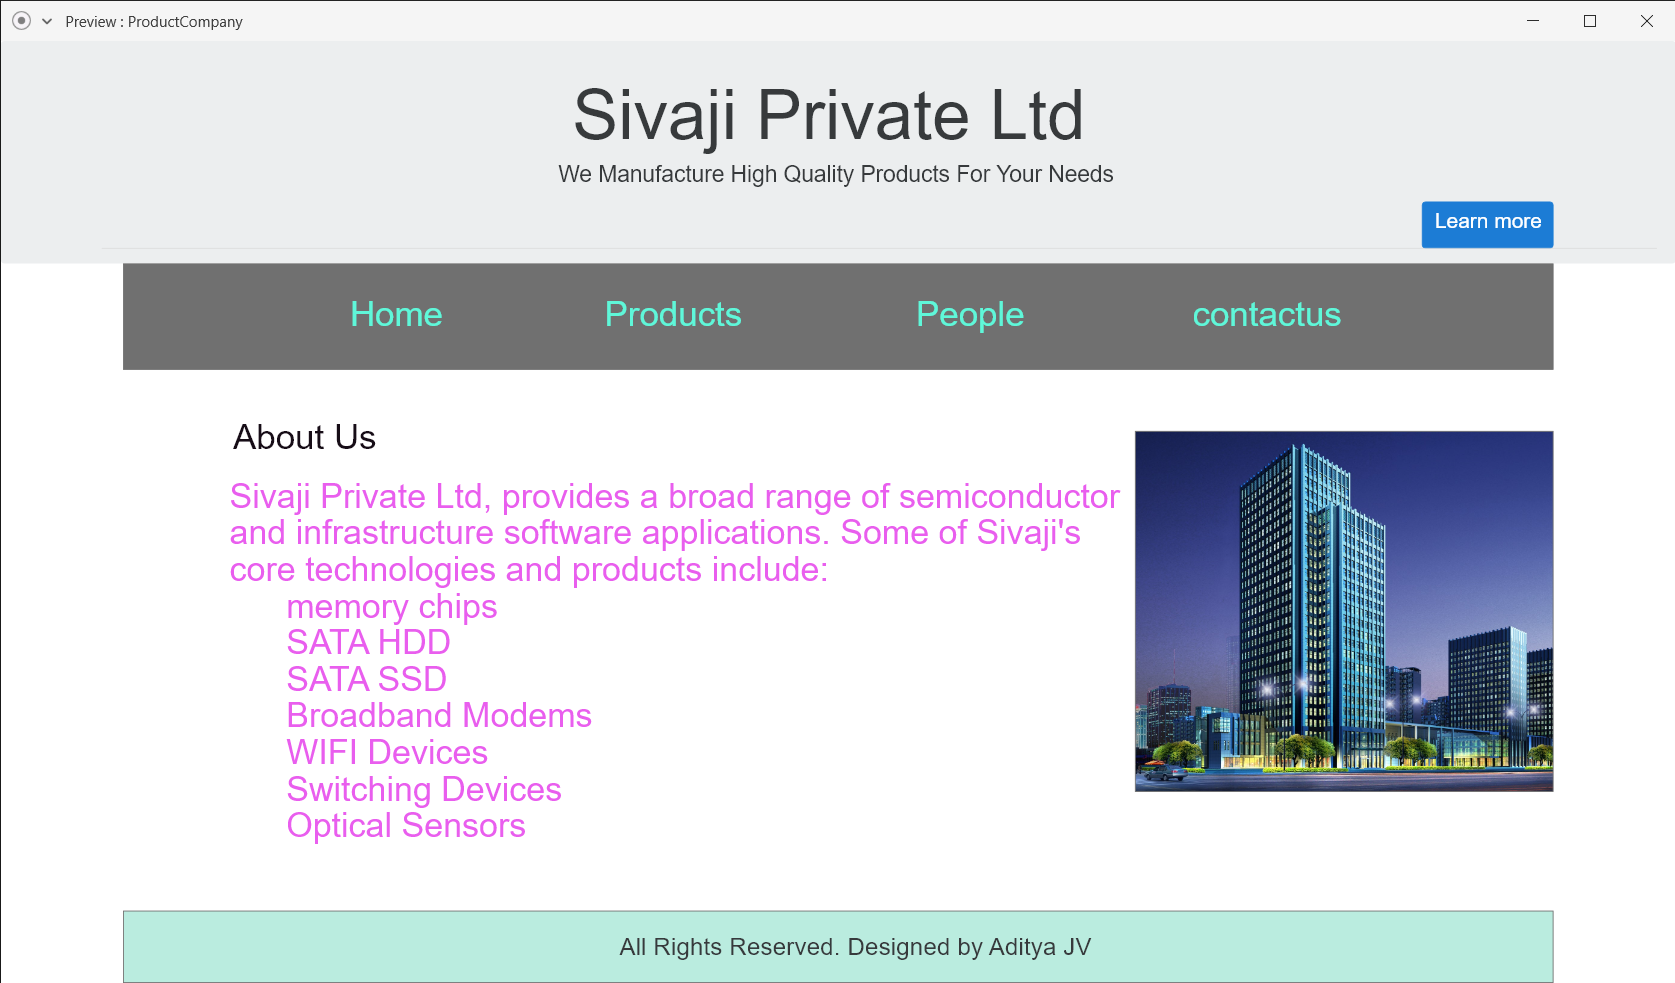 Preview : ProductCompany
Sivaji Private Ltd
We Manufacture High Quality Products For Your Needs
Learn more
Home Products People contactus
About Us
Sivaji Private Ltd, provides a broad range of semiconductor
and infrastructure software applications. Some of Sivaji's
core technologies and products include:
memory chips
SATA HDD
SATA SSD
Broadband Modems
WIFI Devices
Switching Devices
Optical Sensors
All Rights Reserved. Designed by Aditya JV